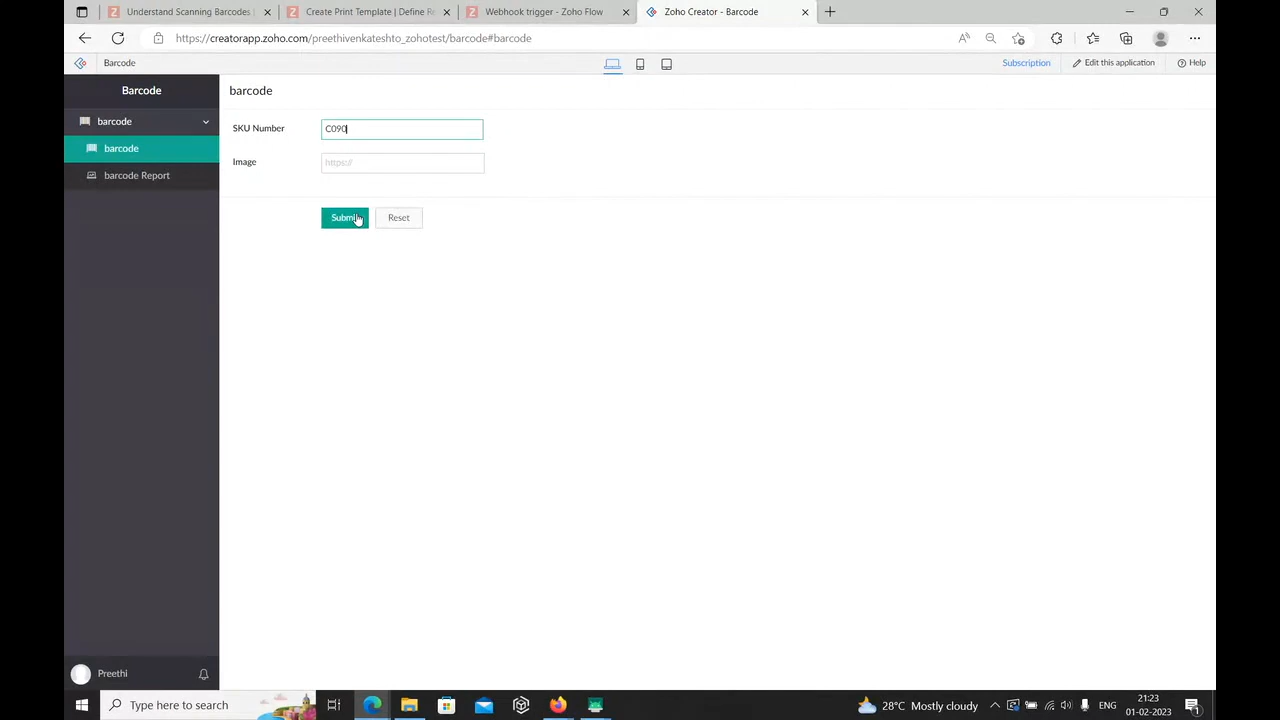 Understand Scanning Barcodes |
Create Print Template | Define Re
Webhook trigger - Zoho Flow
Zoho Creator - Barcode
https://creatorapp.zoho.com/preethivenkateshto_zohotest/barcode#barcode
Barcode
Subscription
Edit this application
Help
Barcode
barcode
barcode
barcode
SKU Number
C090
barcode Report
Image
https://
Submit
Reset
Preethi
Type here to search
28°C Mostly cloudy
ENG
21:23
01-02-2023
1